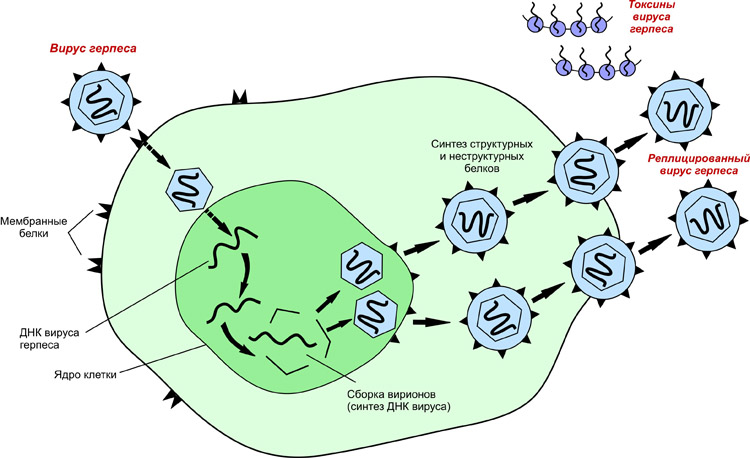 Токсины
вируса
герпеса
Вирус герпеса
Синтез структурных
и неструктурных
белков
Реплицированный
вирус герпеса
Мембранные
белки
ДНК вируса
герпеса
Ядро клетки
Сборка вирионов
(синтез ДНК вируса)